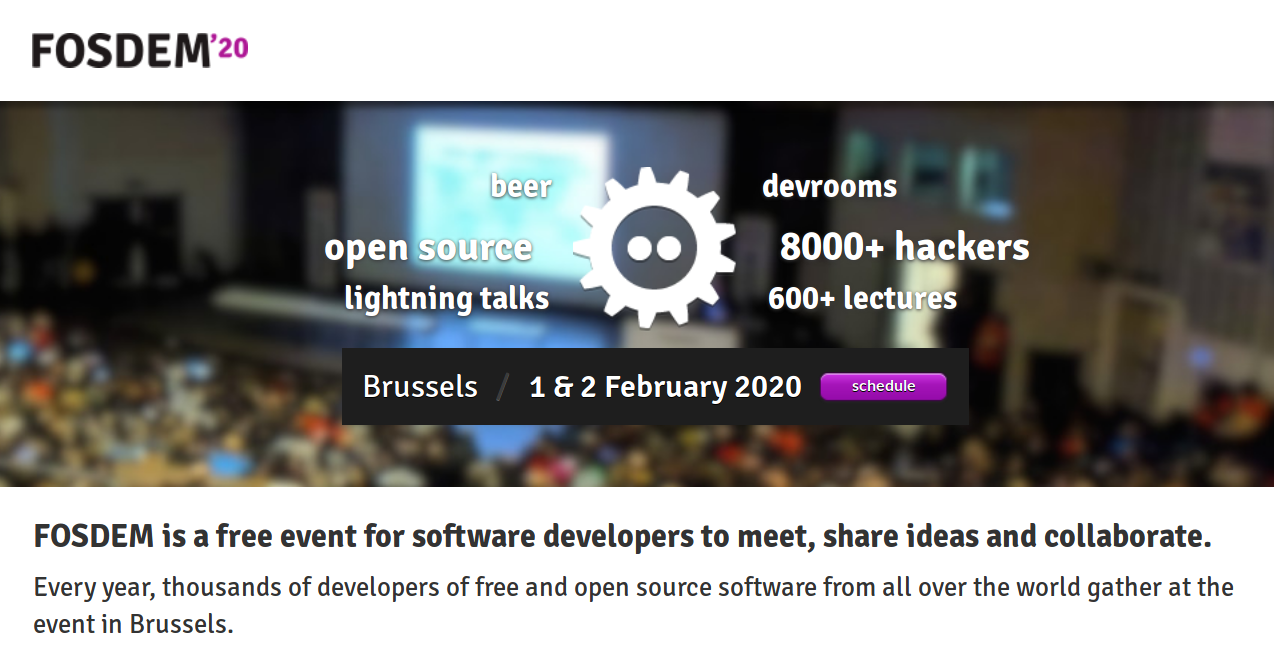 FOSDEM'20
beer
devrooms
open source
8000+ hackers
lightning talks
600+ lectures
Brussels / 1 & 2 February 2020 schedule
FOSDEM is a free event for software developers to meet, share ideas and collaborate.
Every year, thousands of developers of free and open source software from all over the world gather at the
event in Brussels.